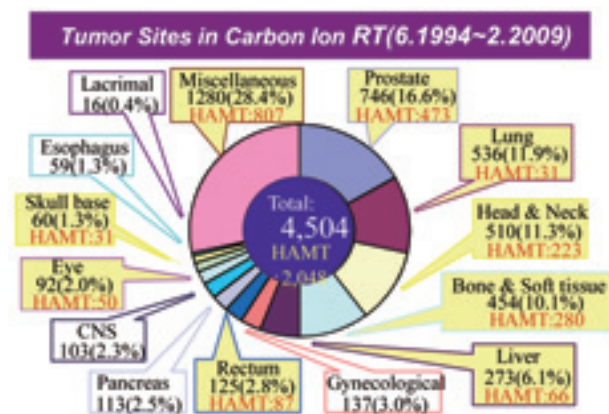 Tumor Sites in Carbon Ion RT(6.1994~2.2009)
Lacrimal
16(0.4%)
Miscellaneous
1280(28.4%)
HAMT:807
Prostate
746(16.6%)
HAMT:473
Esophagus
59(1.3%)
Lung
536(11.9%)
HAMT:31
Skull base
60(1.3%)
HAMT:31
Total:
4,504
HAMT
:2,048
Head & Neck
510(11.3%)
HAMT:223
Eye
92(2.0%)
HAMT:50
Bone & Soft tissue
454(10.1%)
HAMT:280
CNS
103(2.3%)
Pancreas
113(2.5%)
Rectum
125(2.8%)
HAMT:87
Gynecological
137(3.0%)
Liver
273(6.1%)
HAMT:66